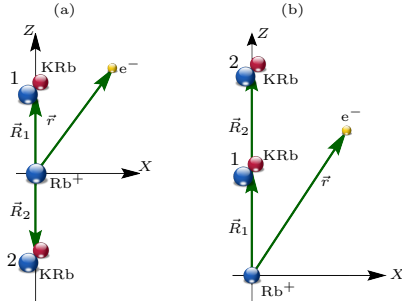 (a)
Z
KRb
1
e⁻
R⃗₁
r⃗
X
Rb⁺
R⃗₂
2
KRb
(b)
Z
2
KRb
e⁻
R⃗₂
1
KRb
r⃗
R⃗₁
X
Rb⁺